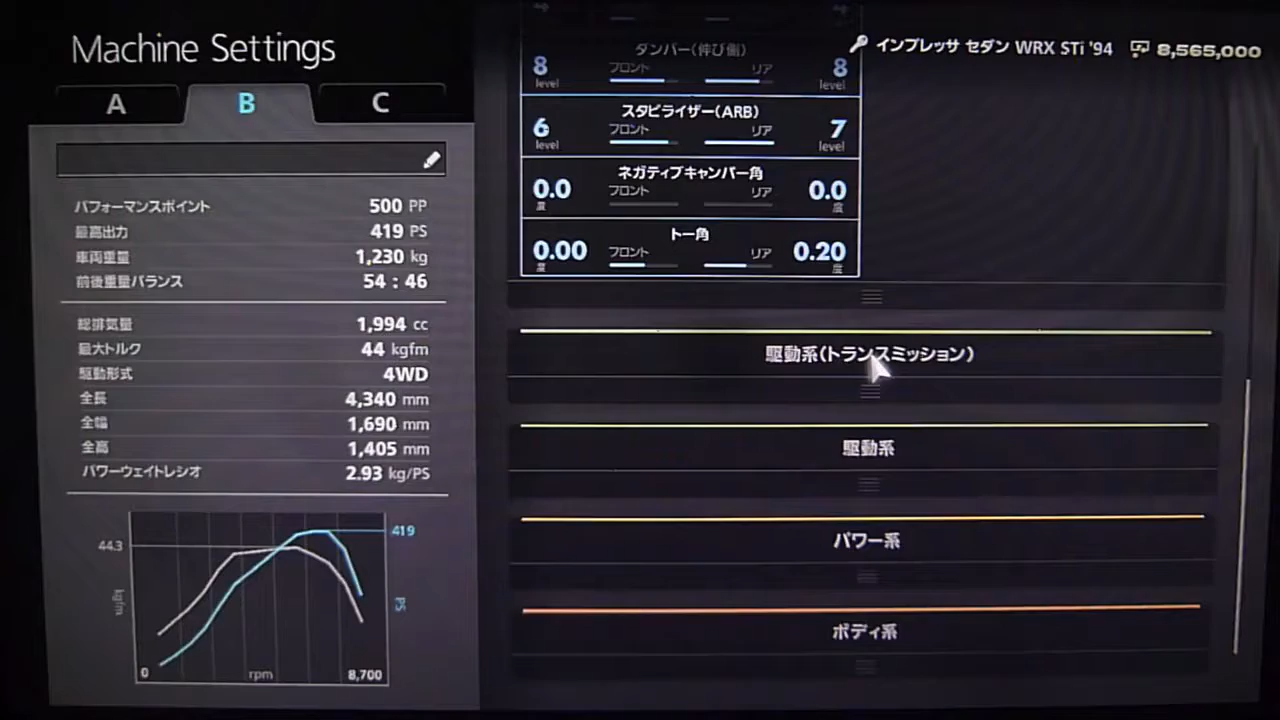 Machine Settings
インプレッサ セダン WRX STi '94
8,565,000
A
B
C
パフォーマンスポイント 500 PP
最高出力 419 PS
車両重量 1,230 kg
前後重量バランス 54 : 46
総排気量 1,994 cc
最大トルク 44 kgfm
駆動形式 4WD
全長 4,340 mm
全幅 1,690 mm
全高 1,405 mm
パワーウェイトレシオ 2.93 kg/PS
44.3
419
kgfm
PS
0
rpm
8,700
ダンパー(伸び側)
8 フロント リア 8
level level
スタビライザー(ARB)
6 フロント リア 7
level level
ネガティブキャンバー角
0.0 フロント リア 0.0
度 度
トー角
0.00 フロント リア 0.20
度 度
駆動系(トランスミッション)
駆動系
パワー系
ボディ系